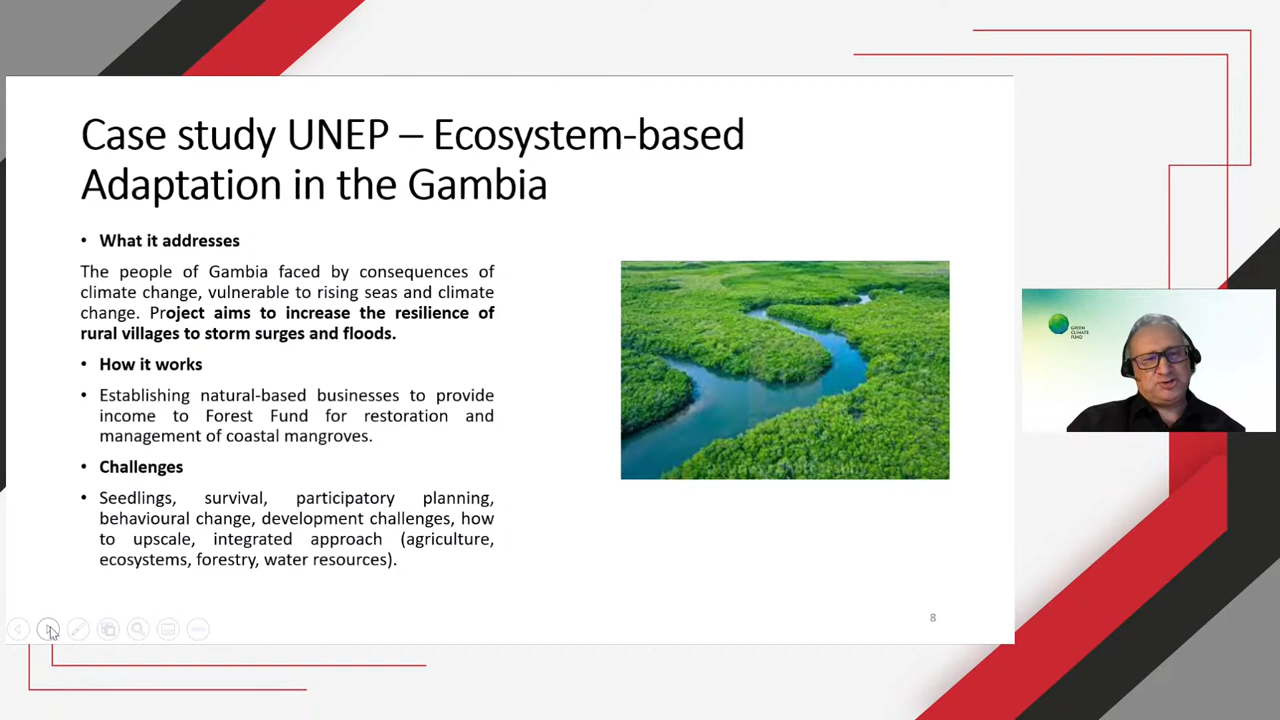 Case study UNEP – Ecosystem-based
Adaptation in the Gambia
• What it addresses
The people of Gambia faced by consequences of
climate change, vulnerable to rising seas and climate
change. Project aims to increase the resilience of
rural villages to storm surges and floods.
• How it works
• Establishing natural-based businesses to provide
income to Forest Fund for restoration and
management of coastal mangroves.
• Challenges
• Seedlings, survival, participatory planning,
behavioural change, development challenges, how
to upscale, integrated approach (agriculture,
ecosystems, forestry, water resources).
8
GREEN
CLIMATE
FUND